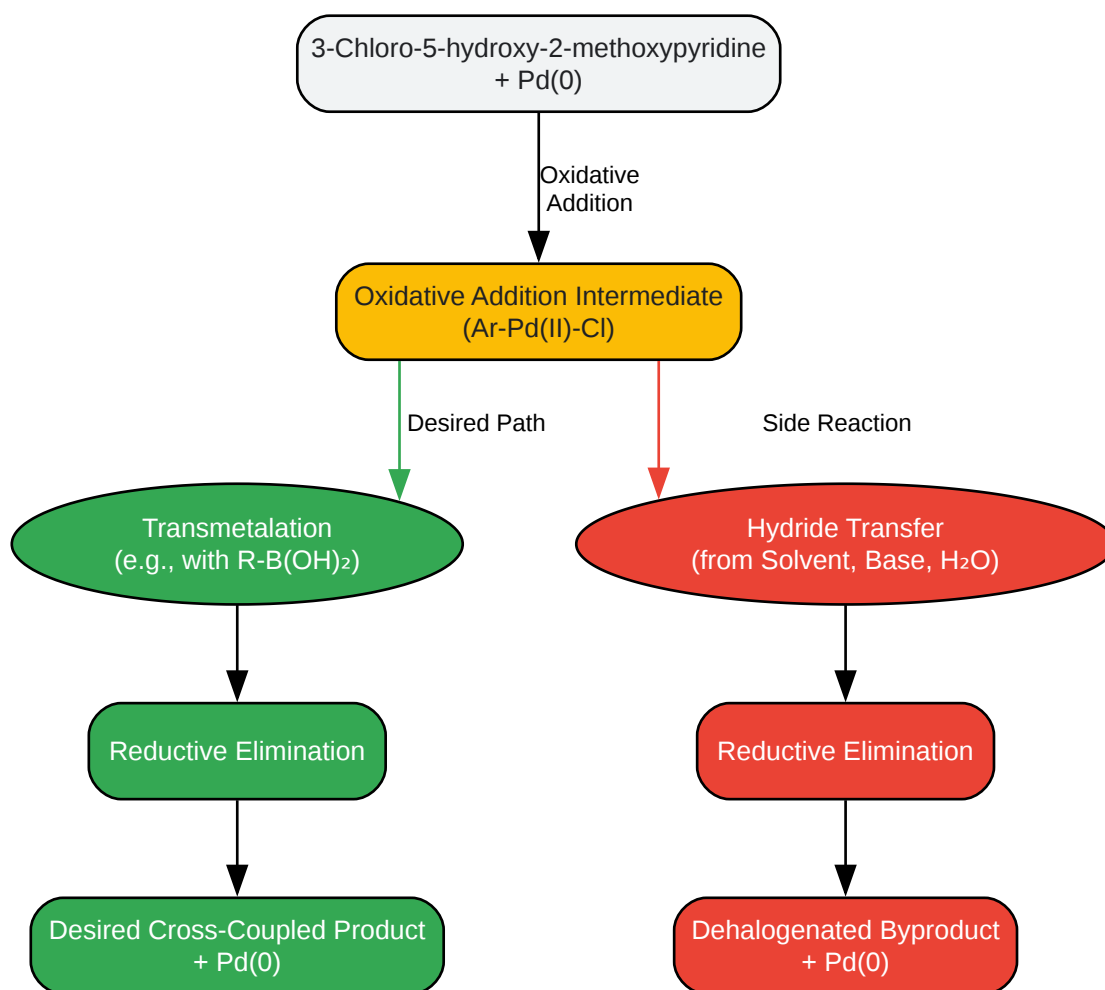 3-Chloro-5-hydroxy-2-methoxypyridine
+ Pd(0)
Oxidative
Addition
Oxidative Addition Intermediate
(Ar-Pd(II)-Cl)
Desired Path
Side Reaction
Transmetalation
(e.g., with R-B(OH)₂)
Hydride Transfer
(from Solvent, Base, H₂O)
Reductive Elimination
Reductive Elimination
Desired Cross-Coupled Product
+ Pd(0)
Dehalogenated Byproduct
+ Pd(0)